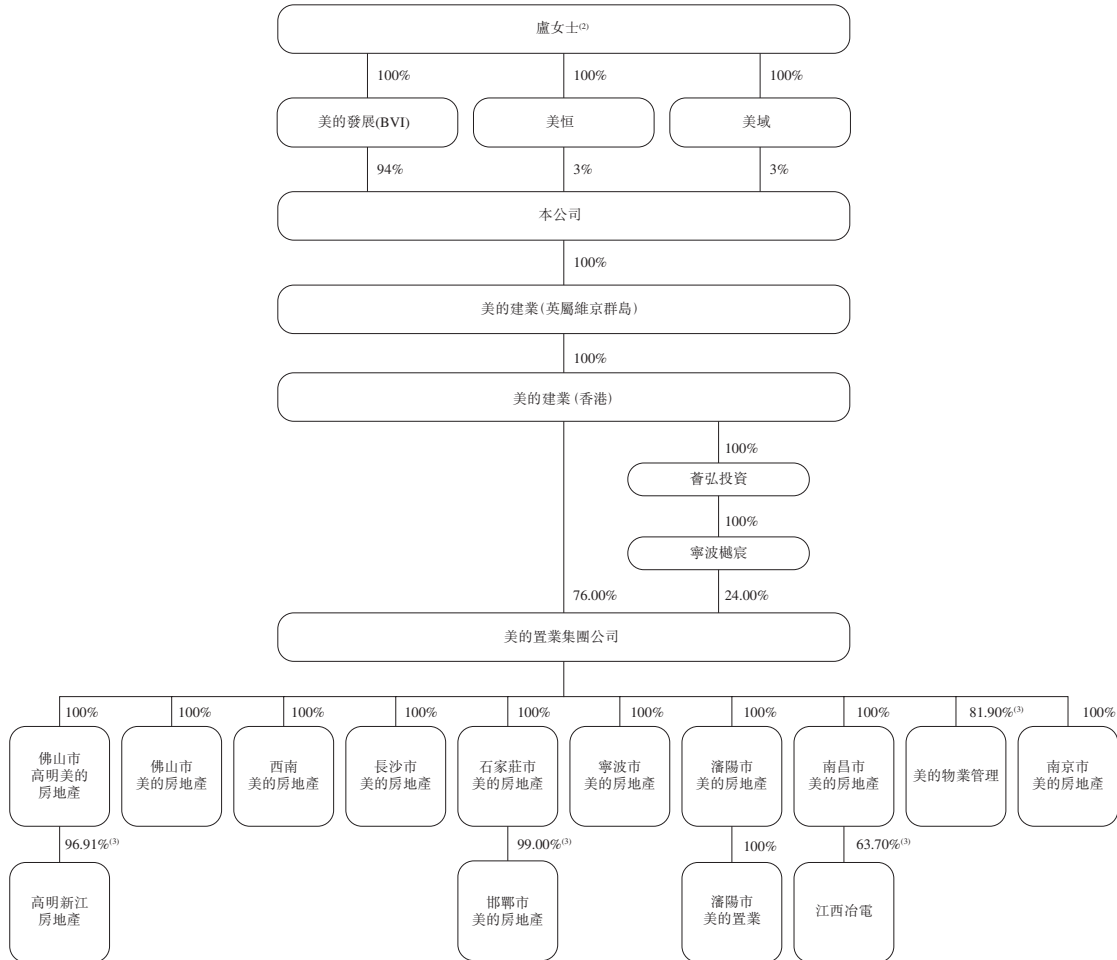 盧女士(2)
100%
100%
100%
美的發展(BVI)
美恒
美域
94%
3%
3%
本公司
100%
美的建業(英屬維京群島)
100%
美的建業(香港)
100%
薈弘投資
100%
寧波樾宸
76.00%
24.00%
美的置業集團公司
100%
100%
100%
100%
100%
100%
100%
100%
81.90%(3)
100%
佛山市
高明美的
房地產
佛山市
美的房地產
西南
美的房地產
長沙市
美的房地產
石家莊市
美的房地產
寧波市
美的房地產
瀋陽市
美的房地產
南昌市
美的房地產
美的物業管理
南京市
美的房地產
96.91%(3)
99.00%(3)
100%
63.70%(3)
高明新江
房地產
邯鄲市
美的房地產
瀋陽市
美的置業
江西冶電